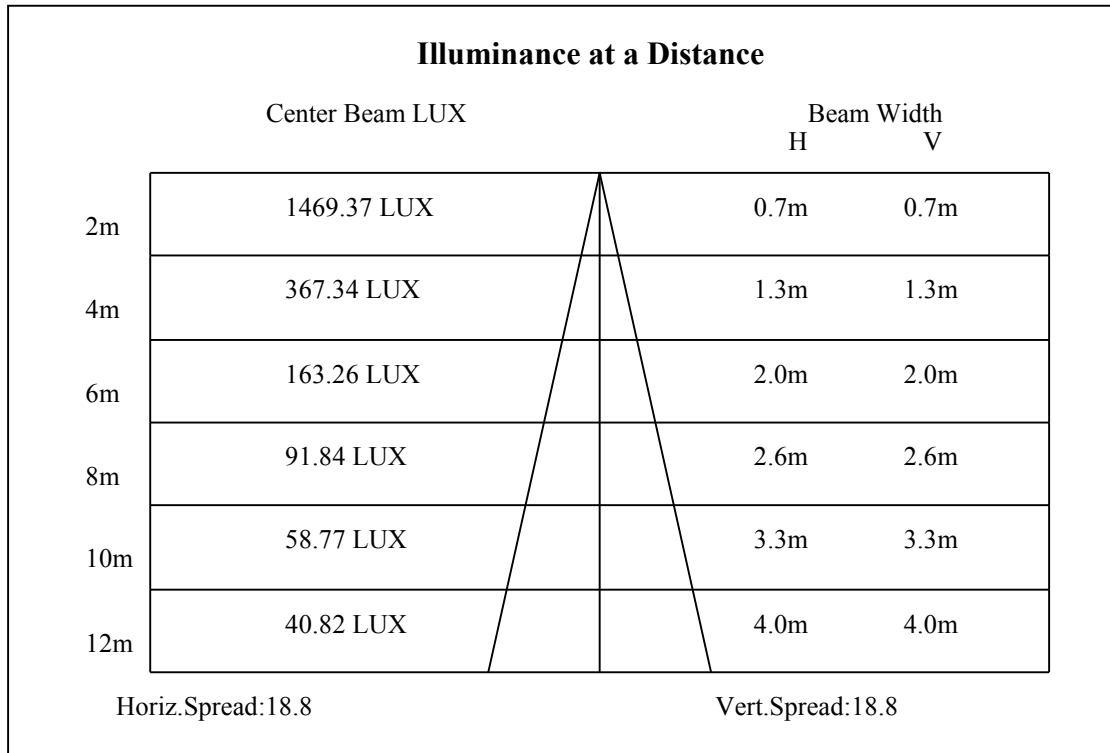 Illuminance at a Distance
Center Beam LUX Beam Width
H V
2m 1469.37 LUX 0.7m 0.7m
4m 367.34 LUX 1.3m 1.3m
6m 163.26 LUX 2.0m 2.0m
8m 91.84 LUX 2.6m 2.6m
10m 58.77 LUX 3.3m 3.3m
12m 40.82 LUX 4.0m 4.0m
Horiz.Spread:18.8 Vert.Spread:18.8